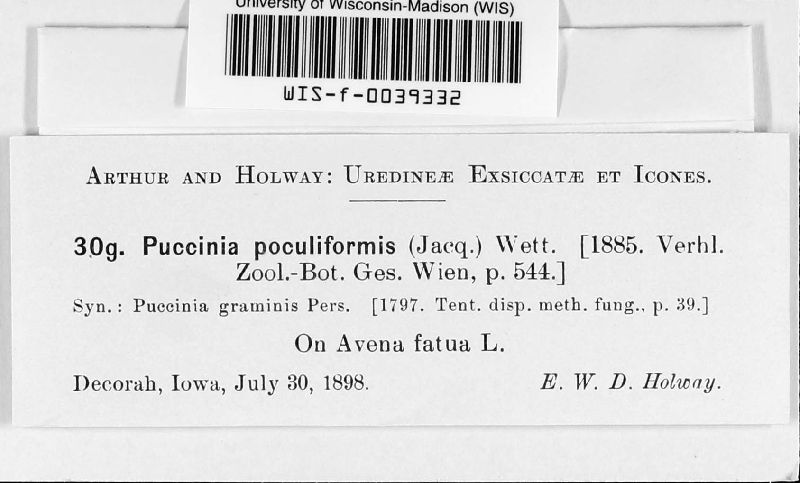 University of Wisconsin-Madison (WIS)
WIS-f-0039332
ARTHUR AND HOLWAY: UREDINEÆ EXSICCATÆ ET ICONES.
30g. Puccinia poculiformis (Jacq.) Wett. [1885. Verhl.
Zool.-Bot. Ges. Wien, p. 544.]
Syn.: Puccinia graminis Pers. [1797. Tent. disp. meth. fung., p. 39.]
On Avena fatua L.
Decorah, Iowa, July 30, 1898. E. W. D. Holway.